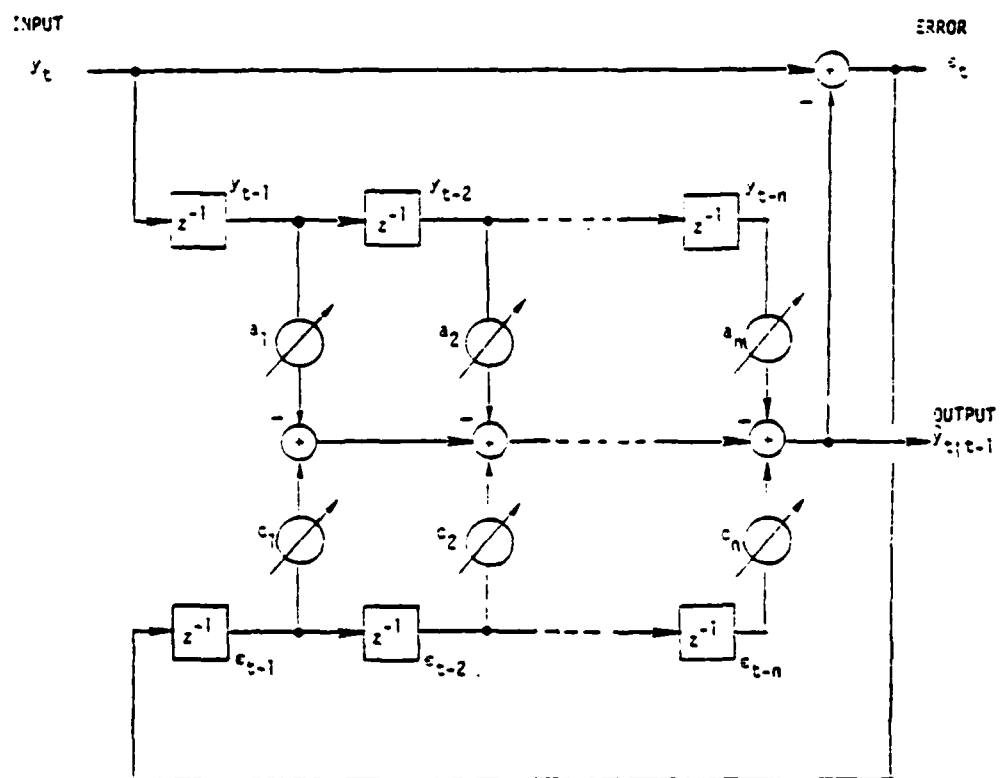 INPUT
ERROR
y_t
+
ε_t
−
y_{t-1}
y_{t-2}
y_{t-n}
z^{-1}
z^{-1}
z^{-1}
a_1
a_2
a_m
−
−
−
OUTPUT
+
+
+
ŷ_{t|t-1}
c_1
c_2
c_n
z^{-1}
z^{-1}
z^{-1}
ε_{t-1}
ε_{t-2}
ε_{t-n}